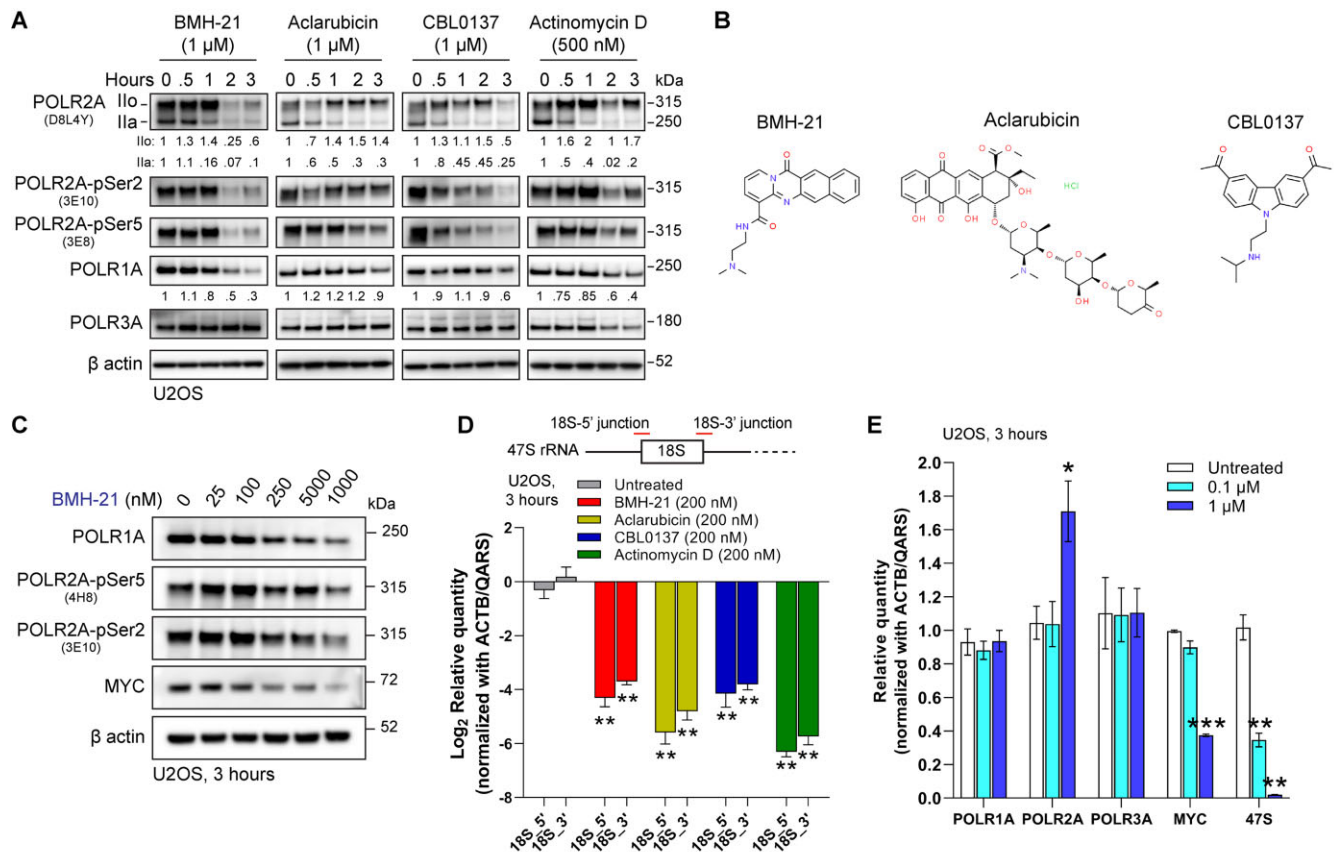 A
BMH-21 (1 µM)
Aclarubicin (1 µM)
CBL0137 (1 µM)
Actinomycin D (500 nM)
Hours 0 .5 1 2 3 0 .5 1 2 3 0 .5 1 2 3 0 .5 1 2 3 kDa
POLR2A (D8L4Y)
IIo
IIa
315
250
IIo: 1 1.3 1.4 .25 .6 1 .7 1.4 1.5 1.4 1 1.3 1.1 1.5 .5 1 1.6 2 1 1.7
IIa: 1 1.1 .16 .07 .1 1 .6 .5 .3 .3 1 .8 .45 .45 .25 1 .5 .4 .02 .2
POLR2A-pSer2 315
(3E10)
POLR2A-pSer5 315
(3E8)
POLR1A 250
1 1.1 .8 .5 .3 1 1.2 1.2 1.2 .9 1 .9 1.1 .9 .6 1 .75 .85 .6 .4
POLR3A 180
β actin 52
U2OS
B
BMH-21
Aclarubicin
CBL0137
O
N
N
O
HN
N
O
O
O
OH
HCl
OH
O
OH
O
O
O
N
O
O
OH
O
O
O
O
O
N
NH
C
BMH-21 (nM) 0 25 100 250 5000 1000 kDa
POLR1A 250
POLR2A-pSer5 315
(4H8)
POLR2A-pSer2 315
(3E10)
MYC 72
β actin 52
U2OS, 3 hours
D
18S-5' junction 18S-3' junction
47S rRNA 18S
U2OS, 3 hours
Untreated
BMH-21 (200 nM)
Aclarubicin (200 nM)
CBL0137 (200 nM)
Actinomycin D (200 nM)
Log2 Relative quantity
(normalized with ACTB/QARS)
0
-2
-4
-6
-8
** ** ** ** ** ** ** **
18S_5' 18S_3' 18S_5' 18S_3' 18S_5' 18S_3' 18S_5' 18S_3' 18S_5' 18S_3'
E
U2OS, 3 hours
Untreated
0.1 µM
1 µM
Relative quantity
(normalized with ACTB/QARS)
2.0
1.8
1.6
1.4
1.2
1.0
0.8
0.6
0.4
0.2
0.0
*
***
**
**
POLR1A POLR2A POLR3A MYC 47S